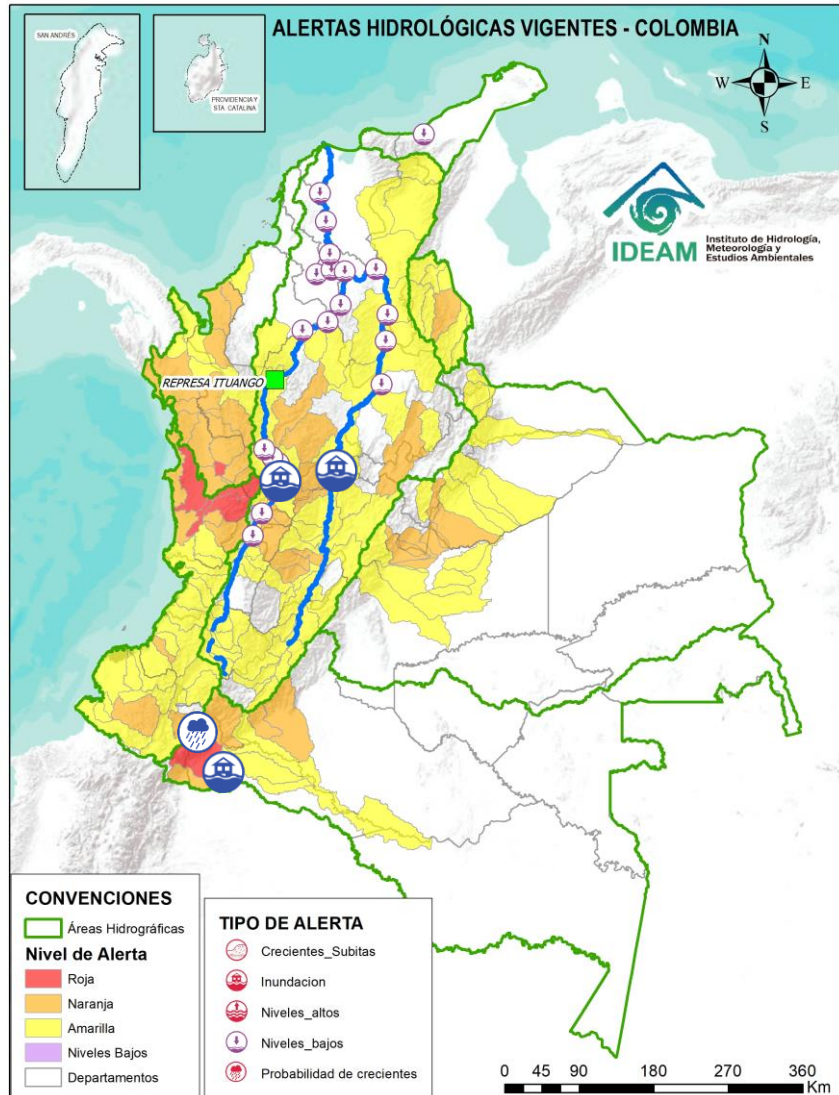 ALERTAS HIDROLÓGICAS VIGENTES - COLOMBIA
SAN ANDRÉS
PROVIDENCIA Y
STA. CATALINA
N
W
E
S
IDEAM
Instituto de Hidrología,
Meteorología y
Estudios Ambientales
REPRESA ITUANGO
CONVENCIONES
Áreas Hidrográficas
Nivel de Alerta
Roja
Naranja
Amarilla
Niveles Bajos
Departamentos
TIPO DE ALERTA
Crecientes_Subitas
Inundacion
Niveles_altos
Niveles_bajos
Probabilidad de crecientes
0 45 90 180 270 360
Km